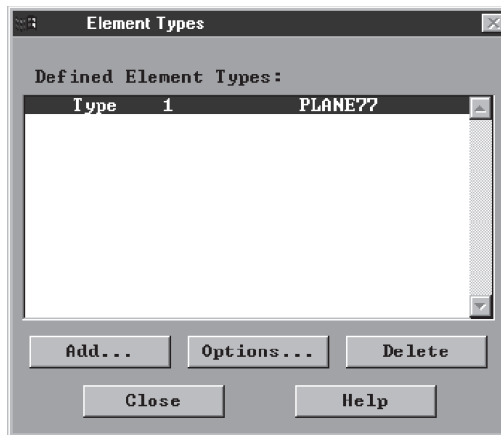 Element Types
Defined Element Types:
Type 1 PLANE77
Add... Options... Delete
Close Help